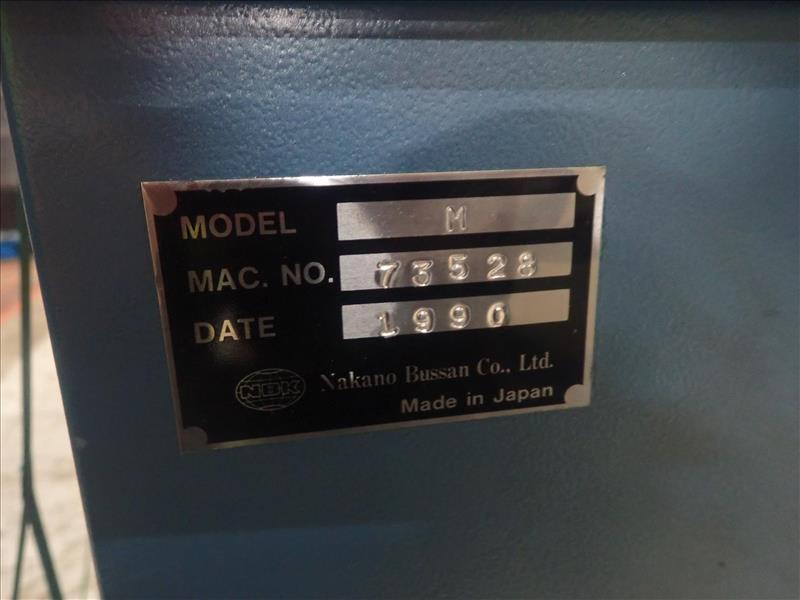 MODEL M
MAC. NO. 73528
DATE 1990
NBK Nakano Bussan Co., Ltd.
Made in Japan